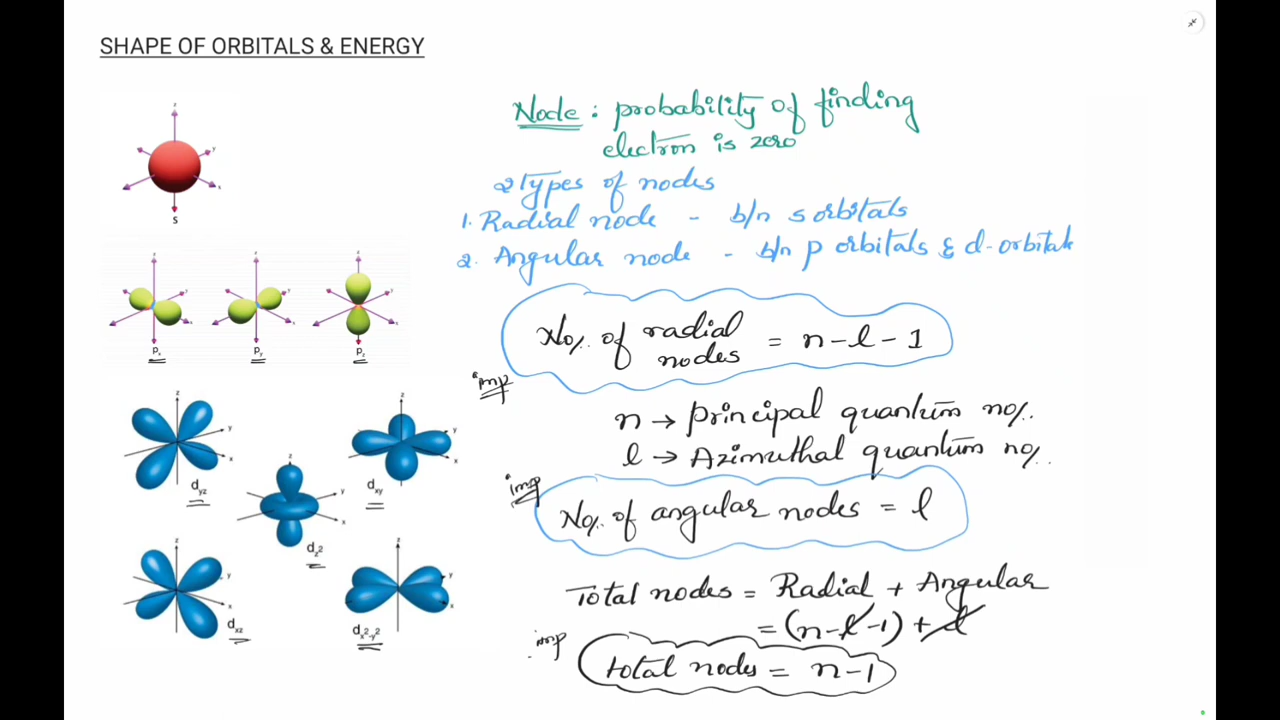 SHAPE OF ORBITALS & ENERGY
z
y
x
S
z
y
x
Px
z
y
x
Py
z
y
x
Pz
z
y
x
dyz
z
y
x
dxy
z
y
x
dz²
z
y
x
dxz
z
y
x
dx²-y²
Node : probability of finding
electron is zero
2 Types of nodes
1. Radial node - b/n s orbitals
2. Angular node - b/n p orbitals & d-orbitals
No/. of radial
nodes = n-l-1
imp
n → principal quantum no/.
l → Azimuthal quantum no/.
imp
No/. of angular nodes = l
Total nodes = Radial + Angular
= (n-l-1) + l
imp
total nodes = n-1